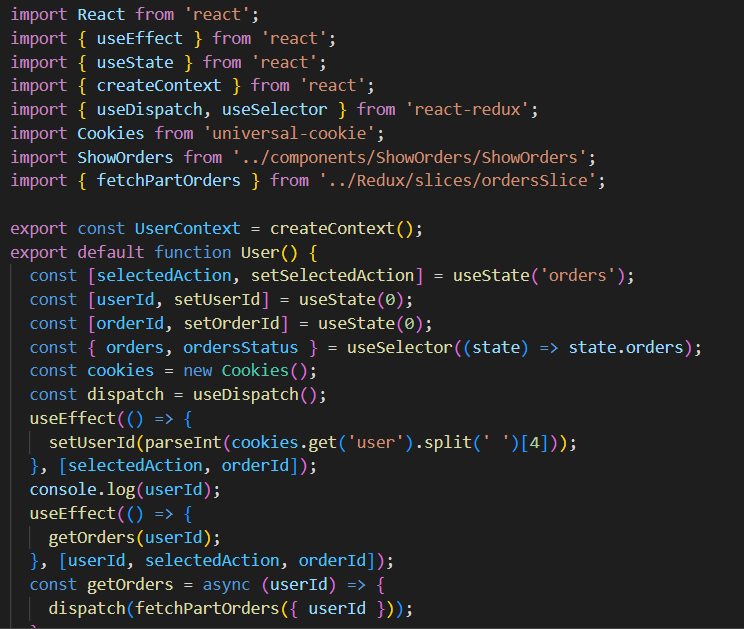 import React from 'react';
import { useEffect } from 'react';
import { useState } from 'react';
import { createContext } from 'react';
import { useDispatch, useSelector } from 'react-redux';
import Cookies from 'universal-cookie';
import ShowOrders from '../components/ShowOrders/ShowOrders';
import { fetchPartOrders } from '../Redux/slices/ordersSlice';

export const UserContext = createContext();
export default function User() {
  const [selectedAction, setSelectedAction] = useState('orders');
  const [userId, setUserId] = useState(0);
  const [orderId, setOrderId] = useState(0);
  const { orders, ordersStatus } = useSelector((state) => state.orders);
  const cookies = new Cookies();
  const dispatch = useDispatch();
  useEffect(() => {
    setUserId(parseInt(cookies.get('user').split(' ')[4]));
  }, [selectedAction, orderId]);
  console.log(userId);
  useEffect(() => {
    getOrders(userId);
  }, [userId, selectedAction, orderId]);
  const getOrders = async (userId) => {
    dispatch(fetchPartOrders({ userId }));